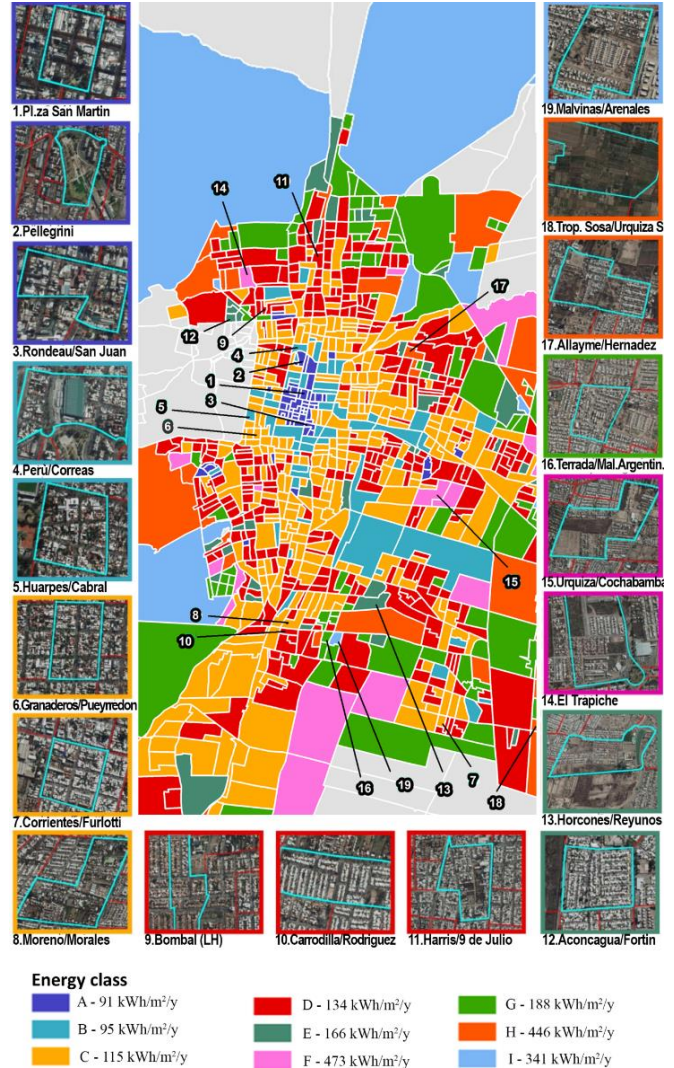 1.Pl.za San Martin
2.Pellegrini
3.Rondeau/San Juan
4.Perú/Correas
5.Huarpes/Cabral
6.Granaderos/Pueyrredon
7.Corrientes/Furlotti
8.Moreno/Morales
9.Bombal (LH)
10.Carrodilla/Rodriguez
11.Harris/9 de Julio
12.Aconcagua/Fortin
13.Horcones/Reyunos
14.El Trapiche
15.Urquiza/Cochabamba
16.Terrada/Mal.Argentin.
17.Allayme/Hernadez
18.Trop. Sosa/Urquiza S
19.Malvinas/Arenales
14
11
17
12
9
4
2
1
3
5
6
15
8
10
16
19
13
7
18
Energy class
A - 91 kWh/m²/y
B - 95 kWh/m²/y
C - 115 kWh/m²/y
D - 134 kWh/m²/y
E - 166 kWh/m²/y
F - 473 kWh/m²/y
G - 188 kWh/m²/y
H - 446 kWh/m²/y
I - 341 kWh/m²/y